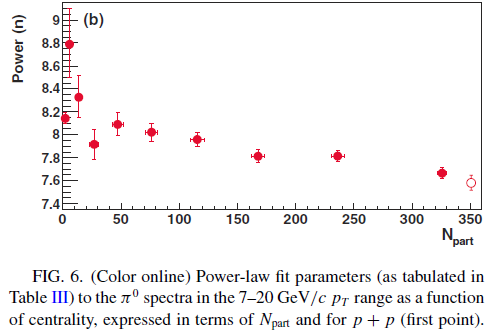 (b)
Power (n)
9
8.8
8.6
8.4
8.2
8
7.8
7.6
7.4
0 50 100 150 200 250 300 350
N_part
FIG. 6. (Color online) Power-law fit parameters (as tabulated in
Table III) to the π⁰ spectra in the 7–20 GeV/c p_T range as a function
of centrality, expressed in terms of N_part and for p + p (first point).